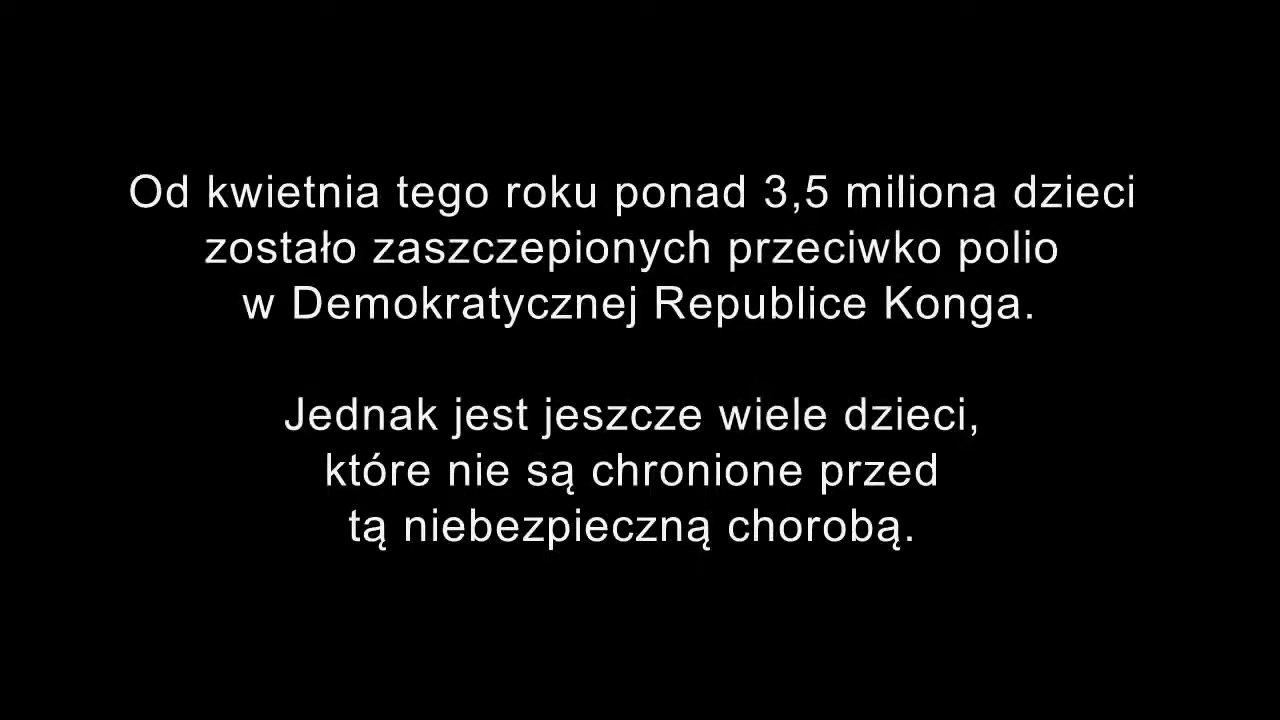 Od kwietnia tego roku ponad 3,5 miliona dzieci
zostało zaszczepionych przeciwko polio
w Demokratycznej Republice Konga.
Jednak jest jeszcze wiele dzieci,
które nie są chronione przed
tą niebezpieczną chorobą.